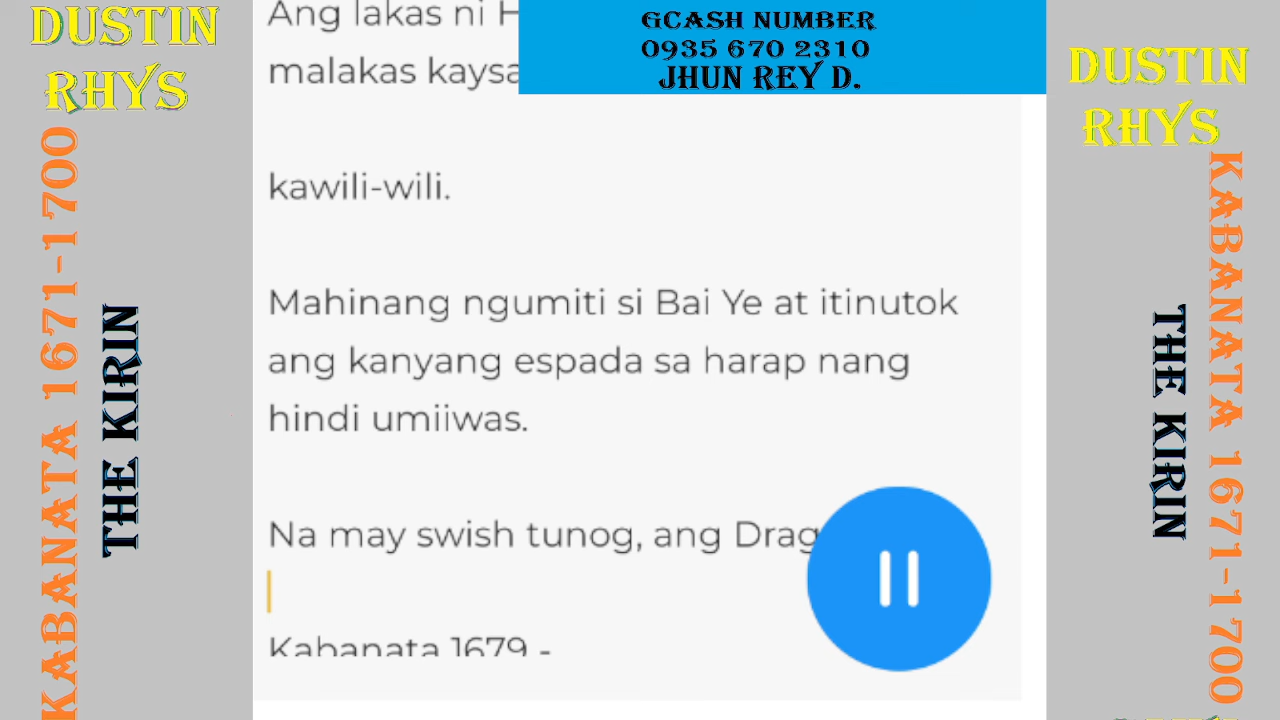 DUSTIN
RHYS
KABANATA 1671-1700
THE KIRIN
Ang lakas ni H
malakas kaysa
GCASH NUMBER
0935 670 2310
JHUN REY D.
kawili-wili.
Mahinang ngumiti si Bai Ye at itinutok
ang kanyang espada sa harap nang
hindi umiiwas.
Na may swish tunog, ang Drag
Kabanata 1679 -
DUSTIN
RHYS
KABANATA 1671-1700
THE KIRIN